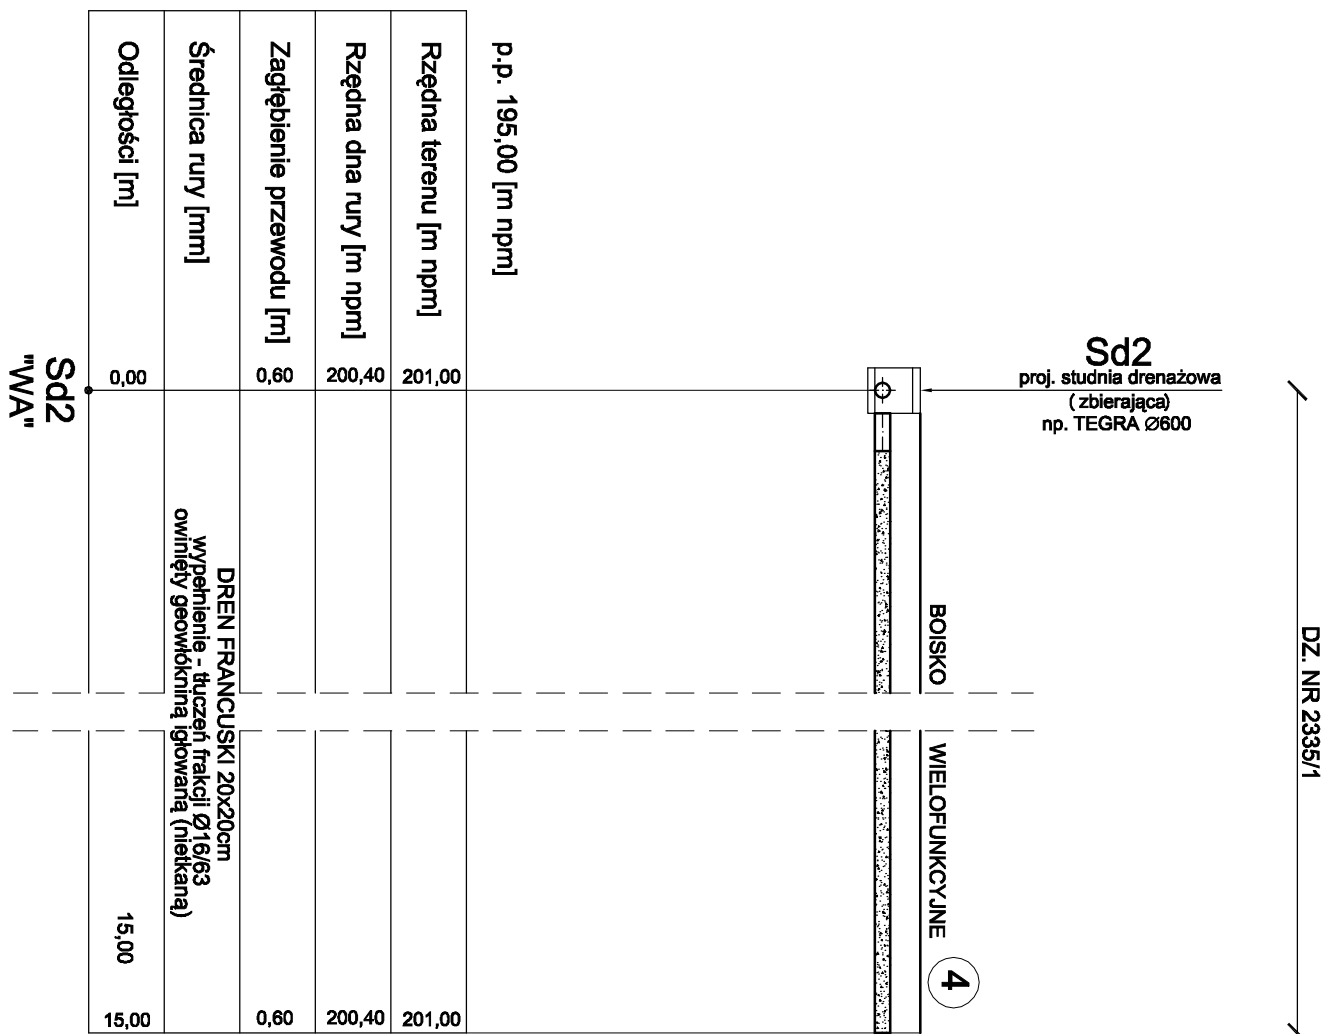 DZ. NR 2335/1
Sd2
proj. studnia drenażowa
( zbierająca)
np. TEGRA Ø600
BOISKO WIELOFUNKCYJNE
4
p.p. 195,00 [m npm]
Rzędna terenu [m npm] 201,00 201,00
Rzędna dna rury [m npm] 200,40 200,40
Zagłębienie przewodu [m] 0,60 0,60
Średnica rury [mm]
DREN FRANCUSKI 20x20cm
wypełnienie - tłuczeń frakcji Ø16/63
owinięty geowłókniną igłowaną (nietkaną)
Odległości [m] 0,00 15,00 15,00
Sd2
"WA"